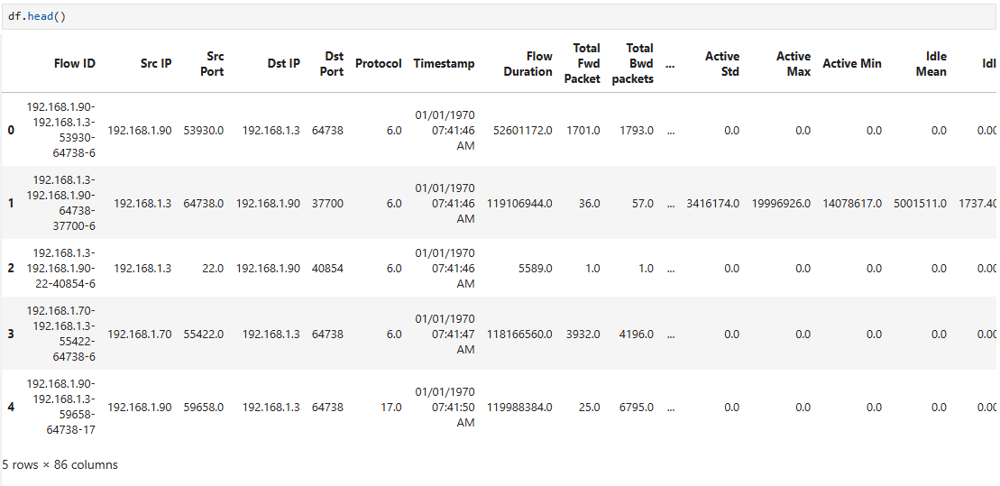 df.head()
Flow ID Src IP Src Port Dst IP Dst Port Protocol Timestamp Flow Duration Total Fwd Packet Total Bwd packets ... Active Std Active Max Active Min Idle Mean Idl
0 192.168.1.90-192.168.1.3-53930-64738-6 192.168.1.90 53930.0 192.168.1.3 64738 6.0 01/01/1970 07:41:46 AM 52601172.0 1701.0 1793.0 ... 0.0 0.0 0.0 0.0 0.00
1 192.168.1.3-192.168.1.90-64738-37700-6 192.168.1.3 64738.0 192.168.1.90 37700 6.0 01/01/1970 07:41:46 AM 119106944.0 36.0 57.0 ... 3416174.0 19996926.0 14078617.0 5001511.0 1737.40
2 192.168.1.3-192.168.1.90-22-40854-6 192.168.1.3 22.0 192.168.1.90 40854 6.0 01/01/1970 07:41:46 AM 5589.0 1.0 1.0 ... 0.0 0.0 0.0 0.0 0.00
3 192.168.1.70-192.168.1.3-55422-64738-6 192.168.1.70 55422.0 192.168.1.3 64738 6.0 01/01/1970 07:41:47 AM 118166560.0 3932.0 4196.0 ... 0.0 0.0 0.0 0.0 0.00
4 192.168.1.90-192.168.1.3-59658-64738-17 192.168.1.90 59658.0 192.168.1.3 64738 17.0 01/01/1970 07:41:50 AM 119988384.0 25.0 6795.0 ... 0.0 0.0 0.0 0.0 0.00
5 rows × 86 columns